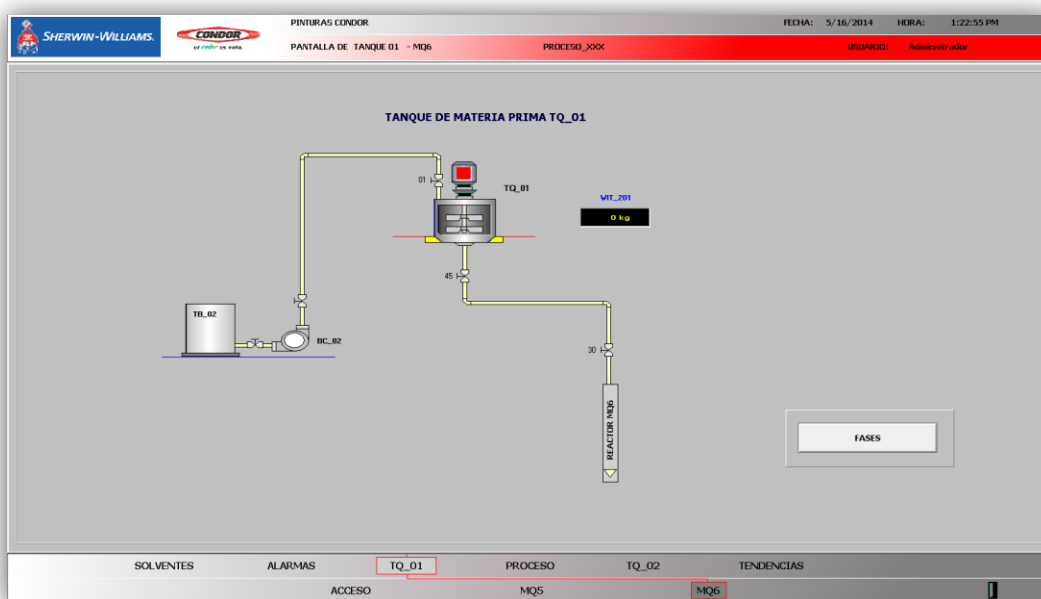 SHERWIN-WILLIAMS.
CONDOR
el color es vida.
PINTURAS CONDOR
FECHA: 5/16/2014 HORA: 1:22:55 PM
PANTALLA DE TANQUE 01 - MQ6 PROCESO_XXX USUARIO: Administrador
TANQUE DE MATERIA PRIMA TQ_01
01
TQ_01
WIT_201
0 kg
45
TB_02
BC_02
30
REACTOR MQ6
FASES
SOLVENTES ALARMAS TQ_01 PROCESO TQ_02 TENDENCIAS
ACCESO MQ5 MQ6